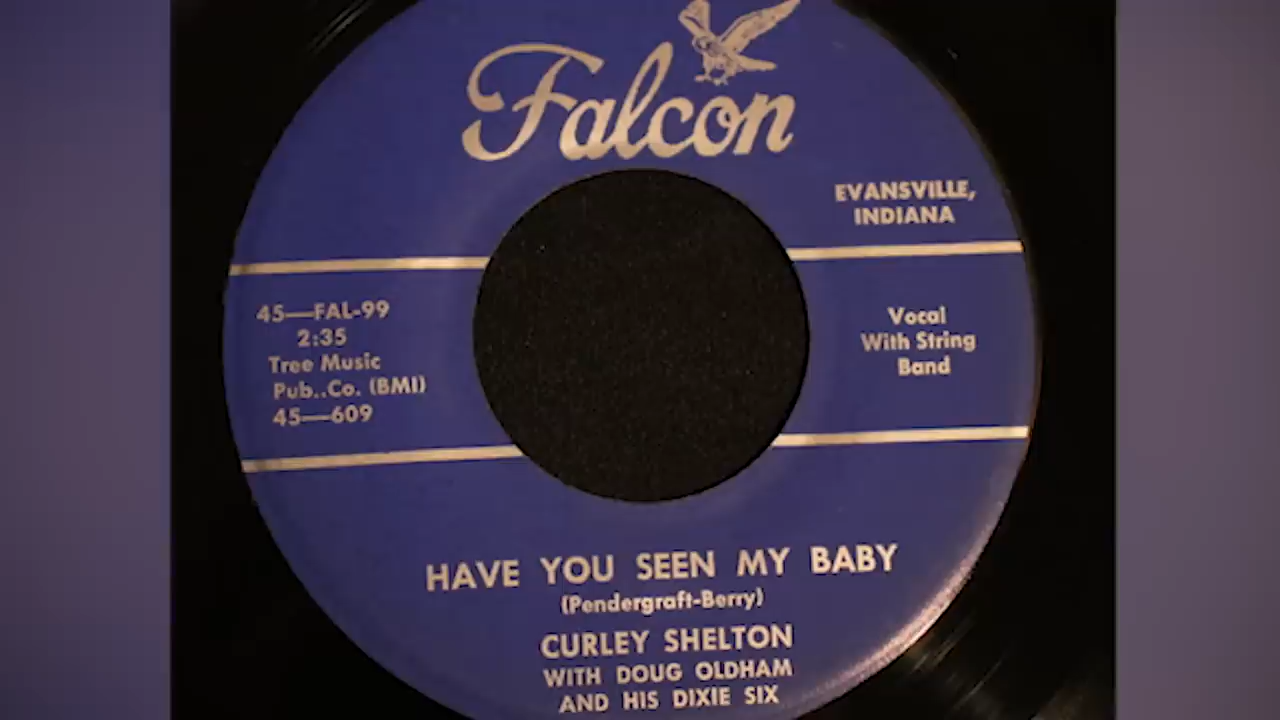 Falcon
EVANSVILLE,
INDIANA
45—FAL-99
2:35
Tree Music
Pub..Co. (BMI)
45—609
Vocal
With String
Band
HAVE YOU SEEN MY BABY
(Pendergraft-Berry)
CURLEY SHELTON
WITH DOUG OLDHAM
AND HIS DIXIE SIX